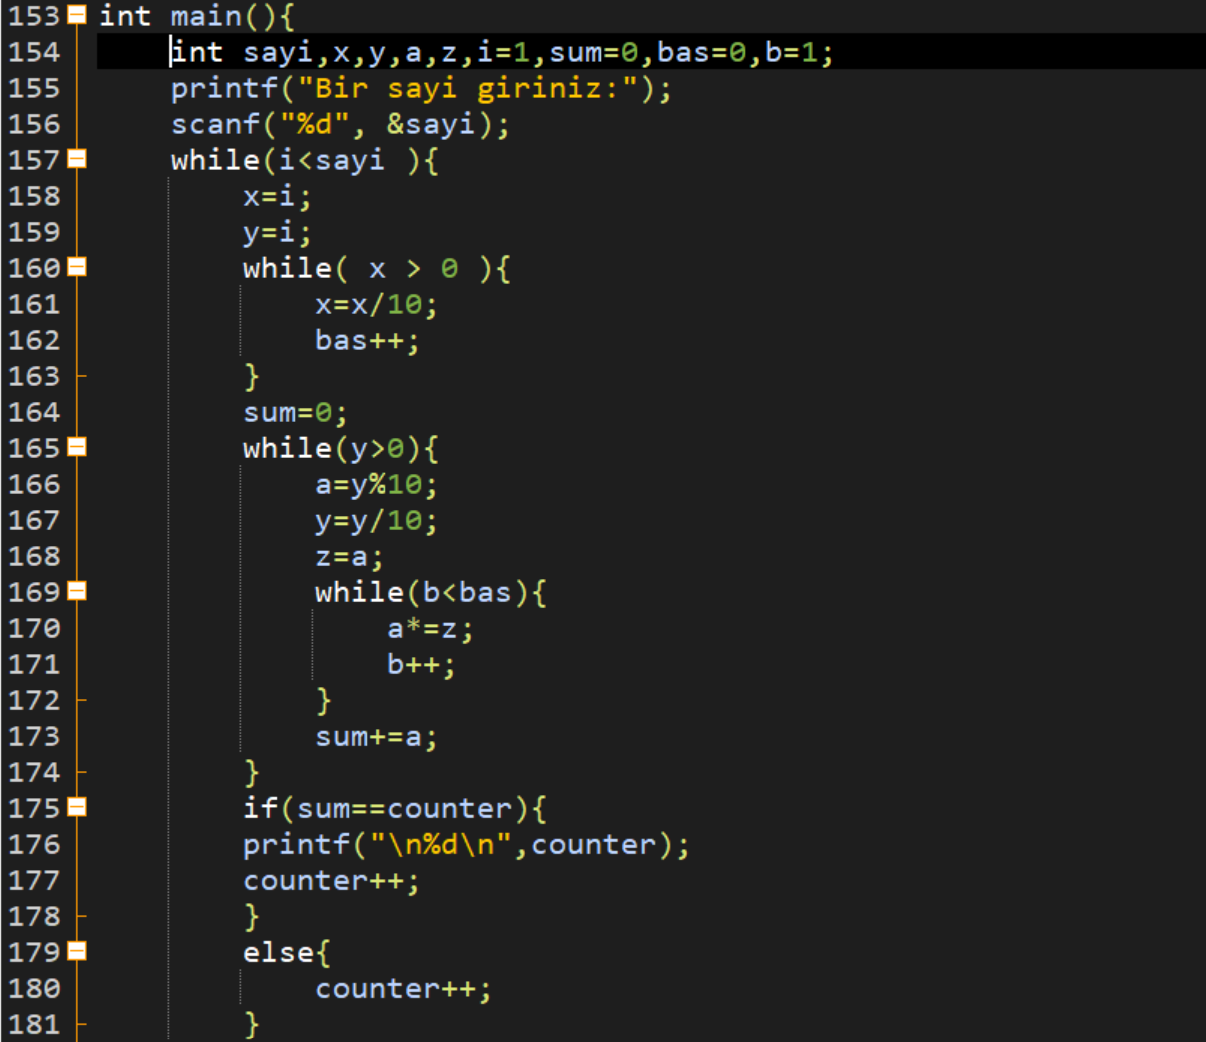 153 int main(){
154 int sayi,x,y,a,z,i=1,sum=0,bas=0,b=1;
155 printf("Bir sayi giriniz:");
156 scanf("%d", &sayi);
157 while(i<sayi ){
158 x=i;
159 y=i;
160 while( x > 0 ){
161 x=x/10;
162 bas++;
163 }
164 sum=0;
165 while(y>0){
166 a=y%10;
167 y=y/10;
168 z=a;
169 while(b<bas){
170 a*=z;
171 b++;
172 }
173 sum+=a;
174 }
175 if(sum==counter){
176 printf("\n%d\n",counter);
177 counter++;
178 }
179 else{
180 counter++;
181 }